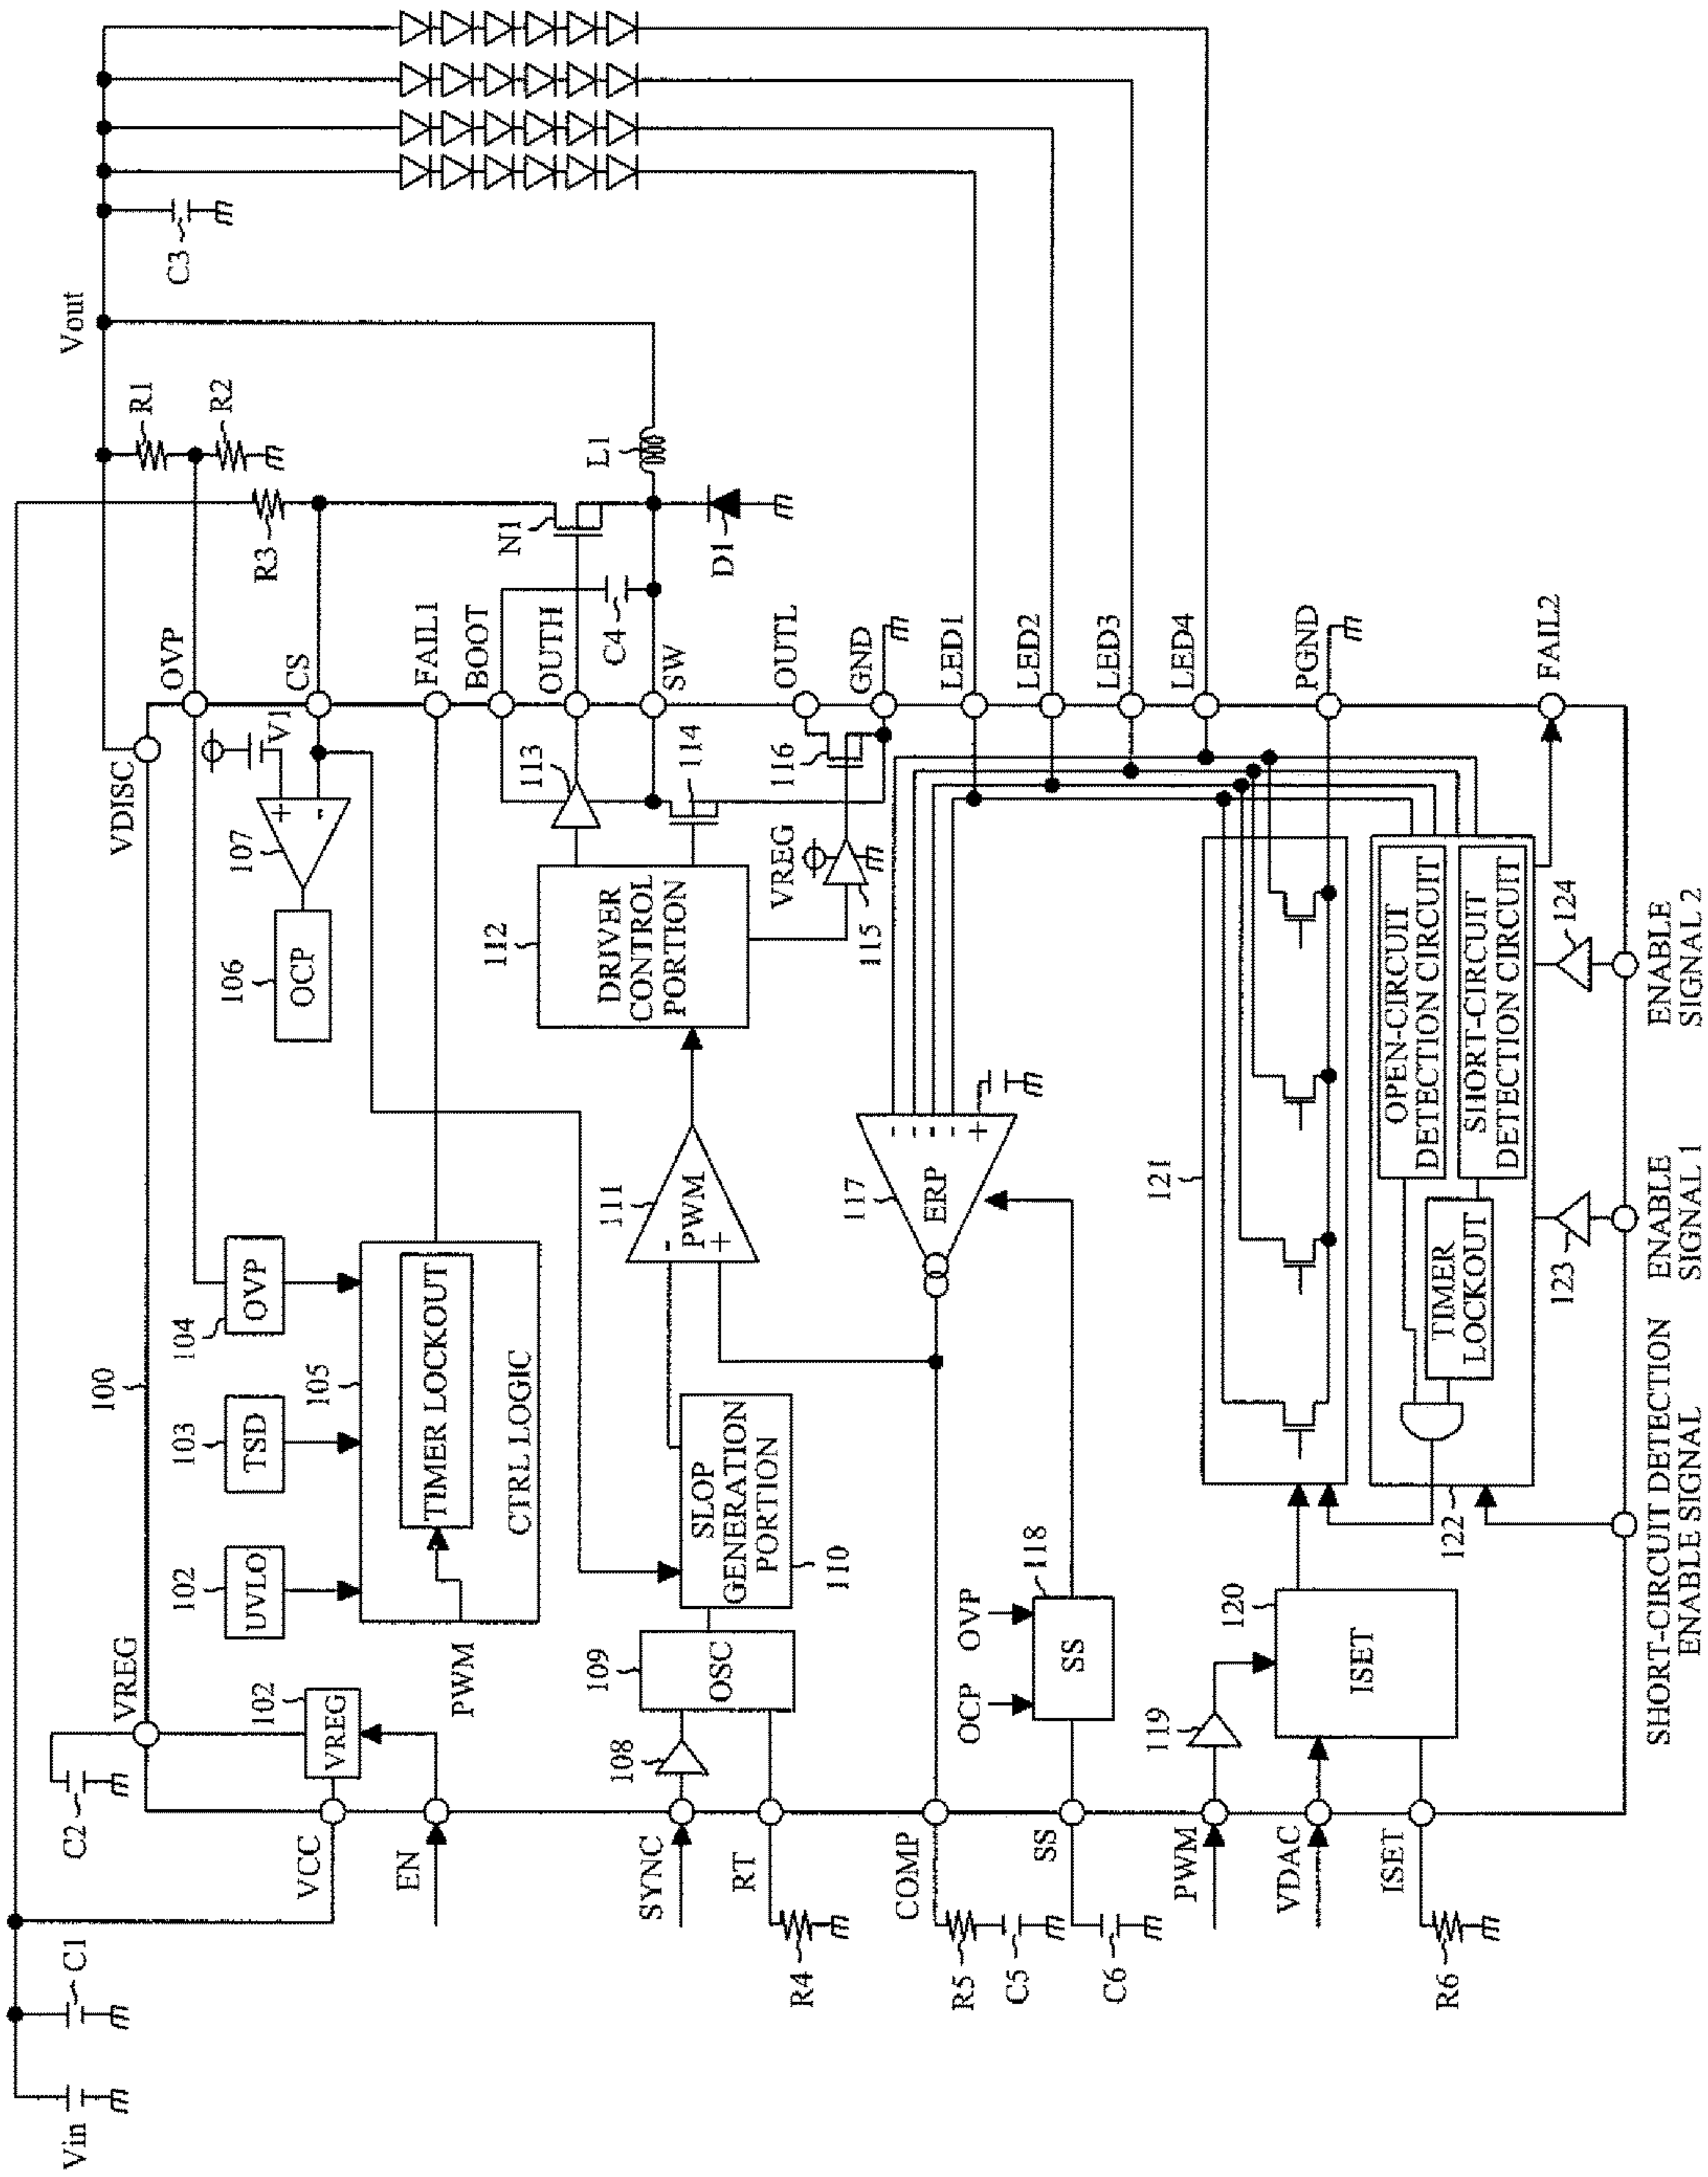 Vin
C1
C2
VREG
100
VDISC
Vout
C3
R1
R2
R3
OVP
CS
FAIL1
BOOT
OUTH
SW
OUTL
GND
LED1
LED2
LED3
LED4
PGND
FAIL2
N1
L1
C4
D1
VCC
EN
SYNC
RT
COMP
SS
PWM
VDAC
ISET
R4
R5
C5
C6
R6
102
VREG
102
UVLO
103
TSD
104
OVP
105
TIMER LOCKOUT
CTRL LOGIC
PWM
106
OCP
107
+
-
V1
108
109
OSC
SLOP
GENERATION
PORTION
110
111
-
PWM
+
112
DRIVER
CONTROL
PORTION
113
114
VREG
115
116
117
ERP
-
-
-
-
+
OCP
OVP
118
SS
119
120
ISET
121
122
TIMER
LOCKOUT
OPEN-CIRCUIT
DETECTION CIRCUIT
SHORT-CIRCUIT
DETECTION CIRCUIT
123
124
SHORT-CIRCUIT DETECTION
ENABLE SIGNAL
ENABLE
SIGNAL 1
ENABLE
SIGNAL 2